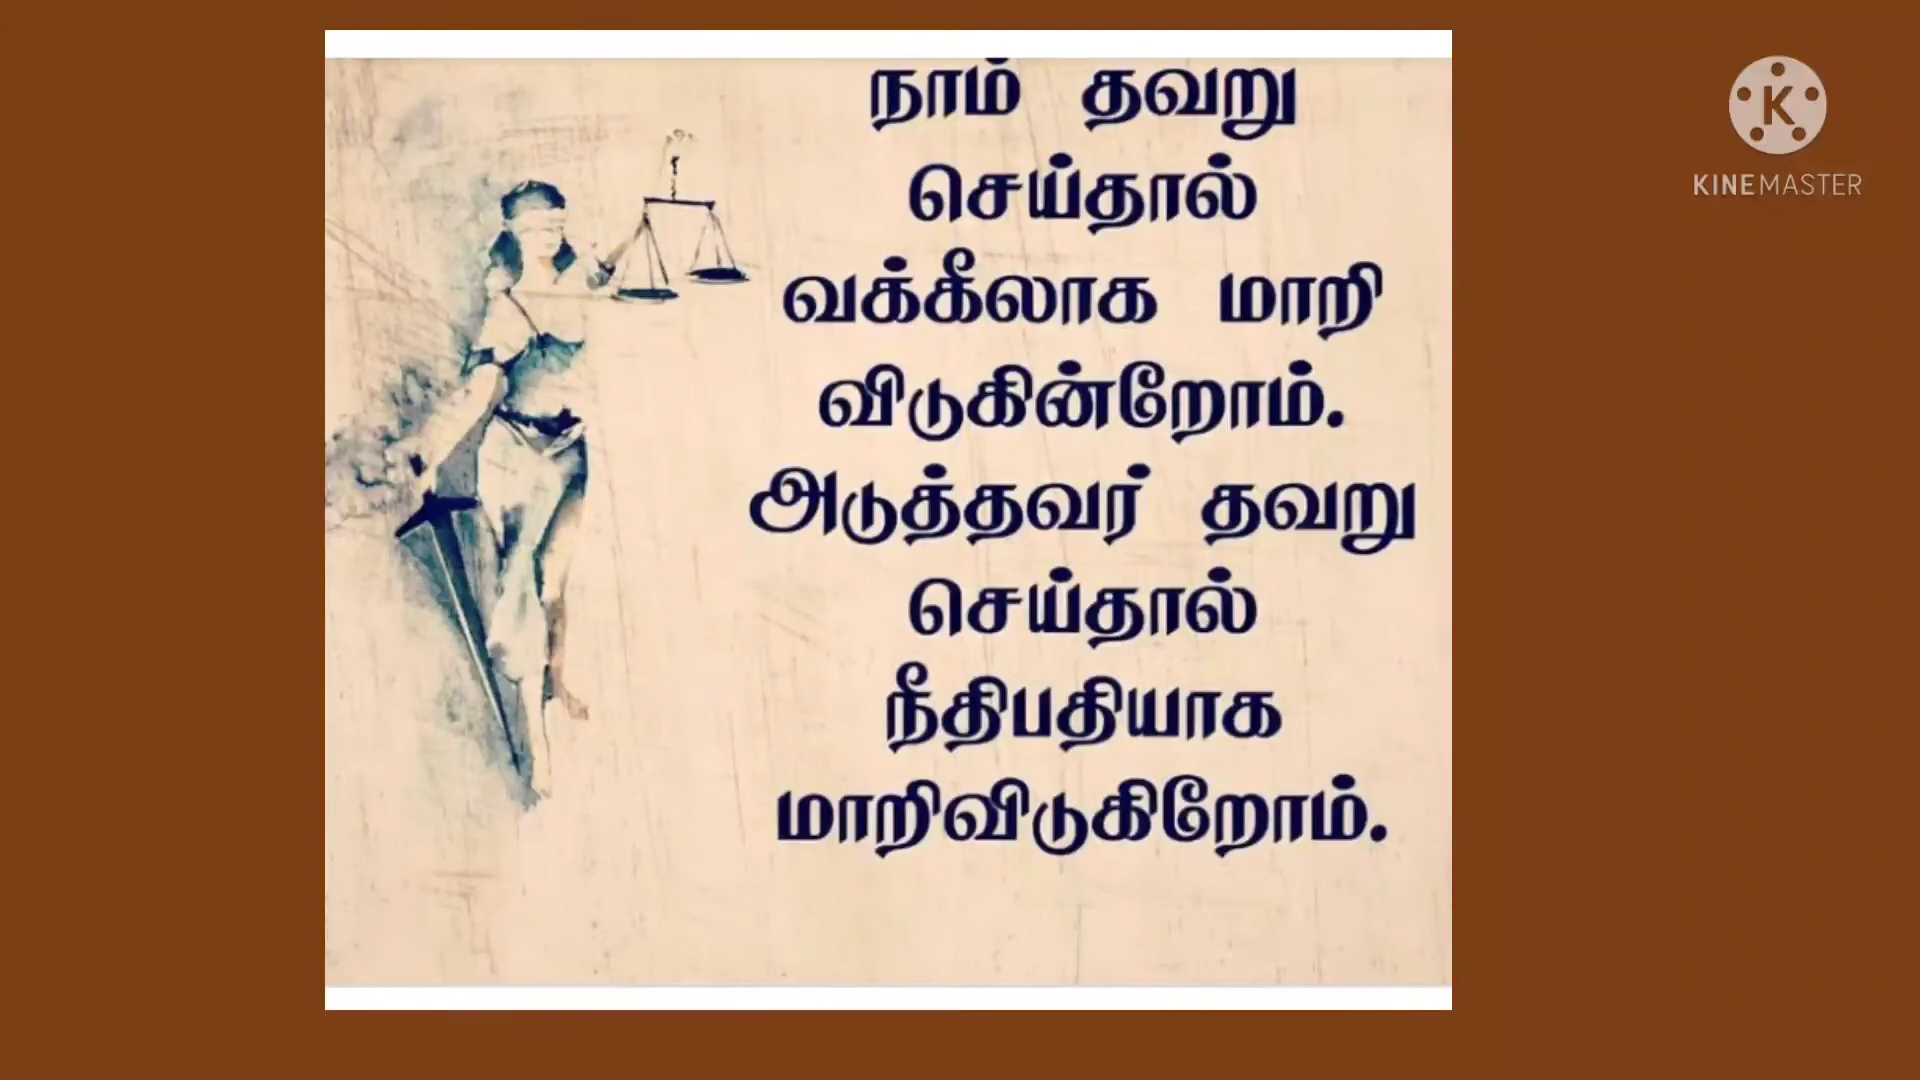 நாம் தவறு
செய்தால்
வக்கீலாக மாறி
விடுகின்றோம்.
அடுத்தவர் தவறு
செய்தால்
நீதிபதியாக
மாறிவிடுகிறோம்.
K
KINEMASTER